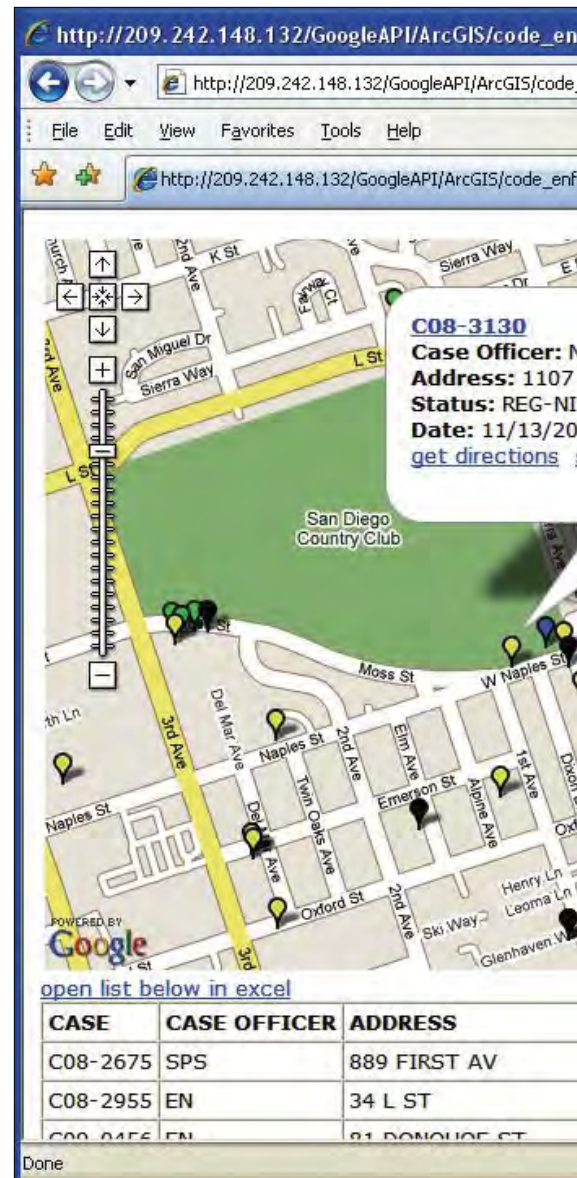 http://209.242.148.132/GoogleAPI/ArcGIS/code_en
http://209.242.148.132/GoogleAPI/ArcGIS/code_
File Edit View Favorites Tools Help
http://209.242.148.132/GoogleAPI/ArcGIS/code_enf
2nd Ave
K St
Sierra Way
San Miguel Dr
Sierra Way
L St
3rd Ave
L St
C08-3130
Case Officer:
Address: 1107
Status: REG-NI
Date: 11/13/20
get directions
San Diego
Country Club
Moss St
W Naples St
3rd Ave
Del Mar Ave
Naples St
2nd Ave
Elm Ave
1st Ave
Twin Oaks Ave
Emerson St
Alpine Ave
Naples St
Oxford St
2nd Ave
Ski Way
Henry Ln
Leoma Ln
POWERED BY
Google
3rd
open list below in excel
CASE CASE OFFICER ADDRESS
C08-2675 SPS 889 FIRST AV
C08-2955 EN 34 L ST
Done